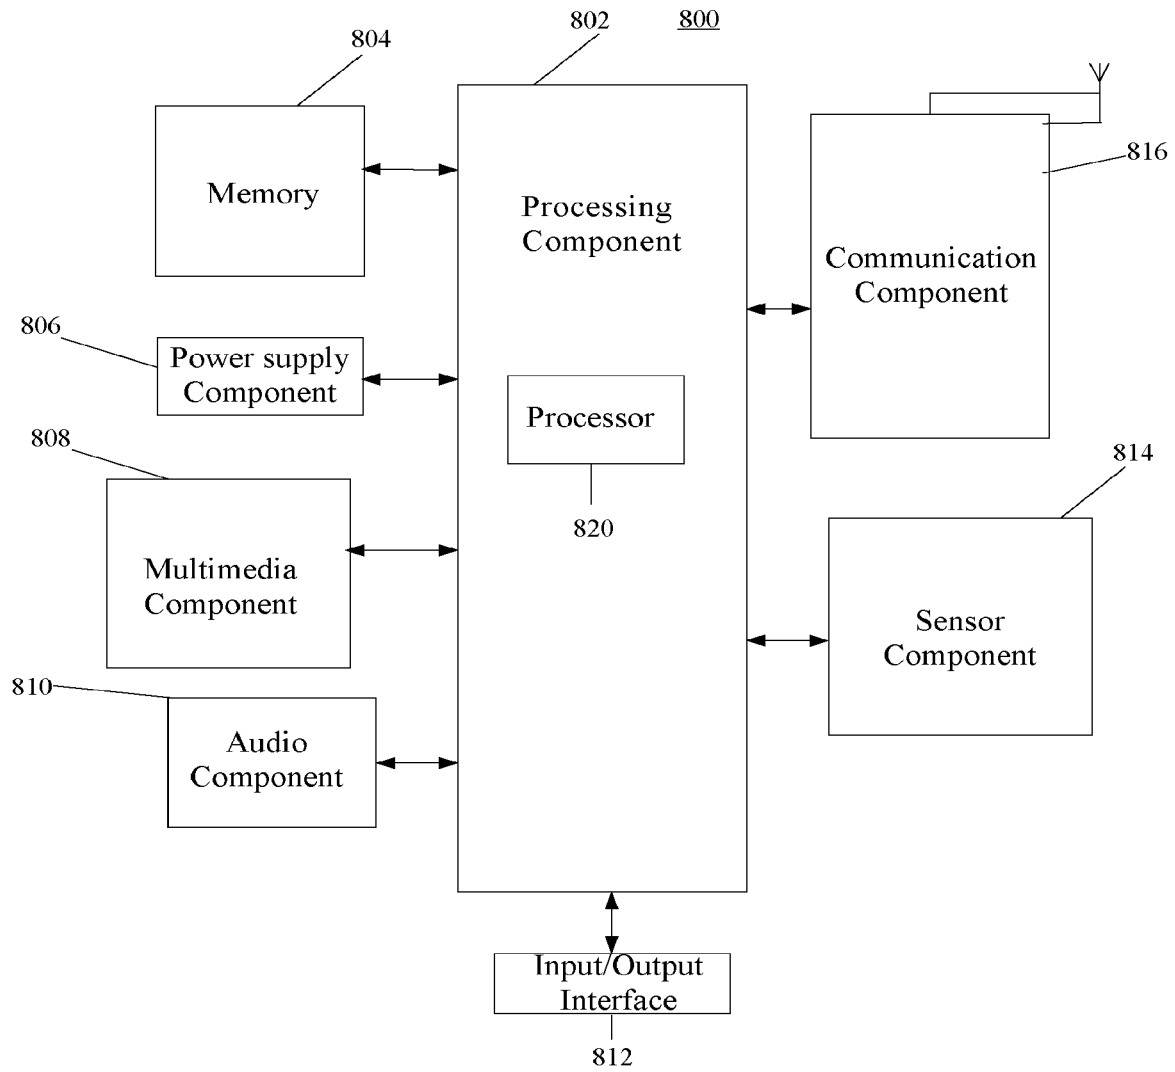 802
800
804
Memory
816
Processing
Component
Communication
Component
806
Power supply
Component
Processor
808
814
820
Multimedia
Component
Sensor
Component
810
Audio
Component
Input/Output
Interface
812